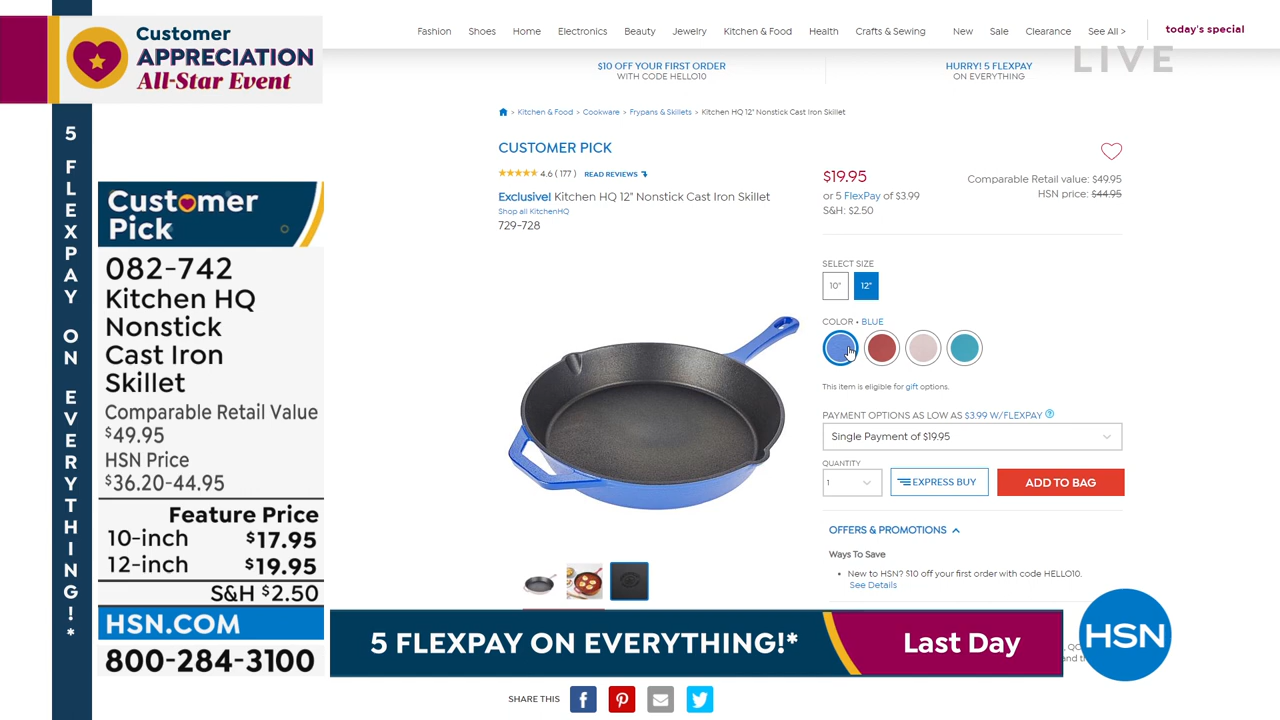 Customer
APPRECIATION
All-Star Event
5 FLEXPAY ON EVERYTHING!*
Customer
Pick
082-742
Kitchen HQ
Nonstick
Cast Iron
Skillet
Comparable Retail Value
$49.95
HSN Price
$36.20-44.95
Feature Price
10-inch $17.95
12-inch $19.95
S&H $2.50
HSN.COM
800-284-3100
Fashion Shoes Home Electronics Beauty Jewelry Kitchen & Food Health Crafts & Sewing New Sale Clearance See All > today's special
LIVE
$10 OFF YOUR FIRST ORDER
WITH CODE HELLO10
HURRY! 5 FLEXPAY
ON EVERYTHING
> Kitchen & Food > Cookware > Frypans & Skillets > Kitchen HQ 12" Nonstick Cast Iron Skillet
CUSTOMER PICK
4.6 ( 177 ) READ REVIEWS
Exclusive! Kitchen HQ 12" Nonstick Cast Iron Skillet
Shop all KitchenHQ
729-728
$19.95
or 5 FlexPay of $3.99
S&H: $2.50
Comparable Retail value: $49.95
HSN price: $44.95
SELECT SIZE
10" 12"
COLOR • BLUE
This item is eligible for gift options.
PAYMENT OPTIONS AS LOW AS $3.99 W/FLEXPAY ?
Single Payment of $19.95
QUANTITY
1
EXPRESS BUY
ADD TO BAG
OFFERS & PROMOTIONS
Ways To Save
• New to HSN? $10 off your first order with code HELLO10.
See Details
5 FLEXPAY ON EVERYTHING!*
Last Day
HSN
SHARE THIS